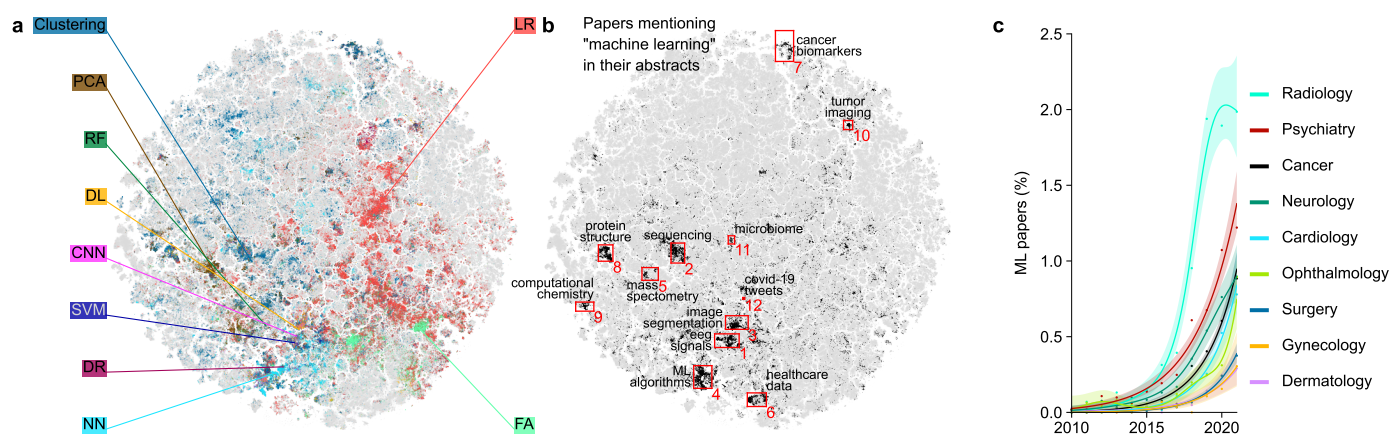 a
Clustering
PCA
RF
DL
CNN
SVM
DR
NN
LR
FA
b
Papers mentioning
"machine learning"
in their abstracts
cancer
biomarkers
7
tumor
imaging
10
protein
structure
8
sequencing
2
microbiome
11
mass
spectometry
5
computational
chemistry
9
covid-19
tweets
12
image
segmentation
3
eeg
signals
1
ML
algorithms
4
healthcare
data
6
c
ML papers (%)
2.5
2.0
1.5
1.0
0.5
0.0
2010
2015
2020
Radiology
Psychiatry
Cancer
Neurology
Cardiology
Ophthalmology
Surgery
Gynecology
Dermatology